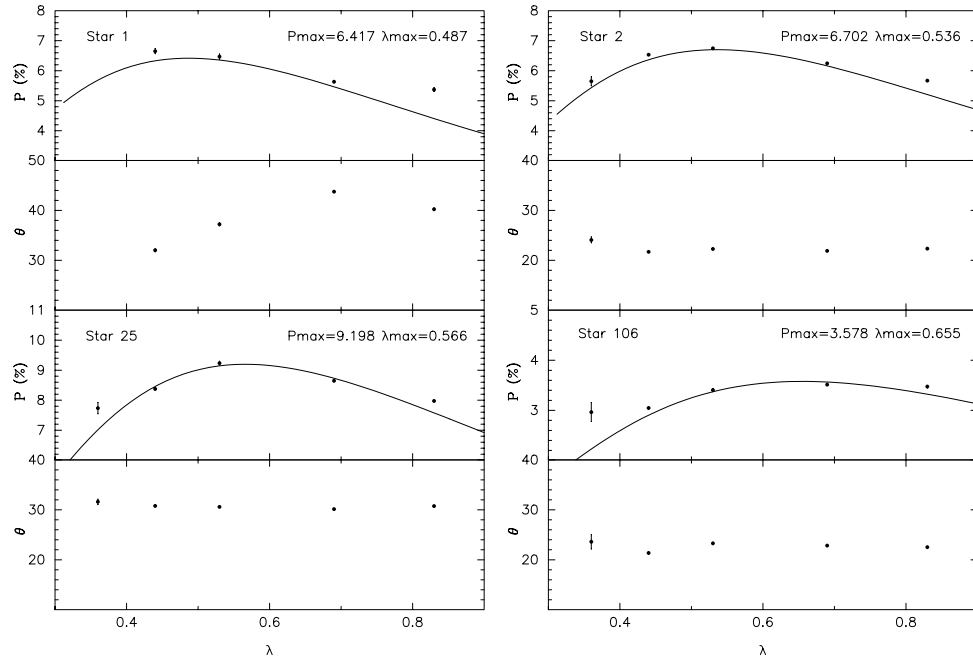 8
Star 1 Pmax=6.417 λmax=0.487
7
6
5
4
P (%)
50
40
30
θ
11
Star 25 Pmax=9.198 λmax=0.566
10
9
8
7
P (%)
40
30
20
θ
0.4 0.6 0.8
λ
8
Star 2 Pmax=6.702 λmax=0.536
7
6
5
4
P (%)
40
30
20
θ
5
Star 106 Pmax=3.578 λmax=0.655
4
3
P (%)
40
30
20
θ
0.4 0.6 0.8
λ